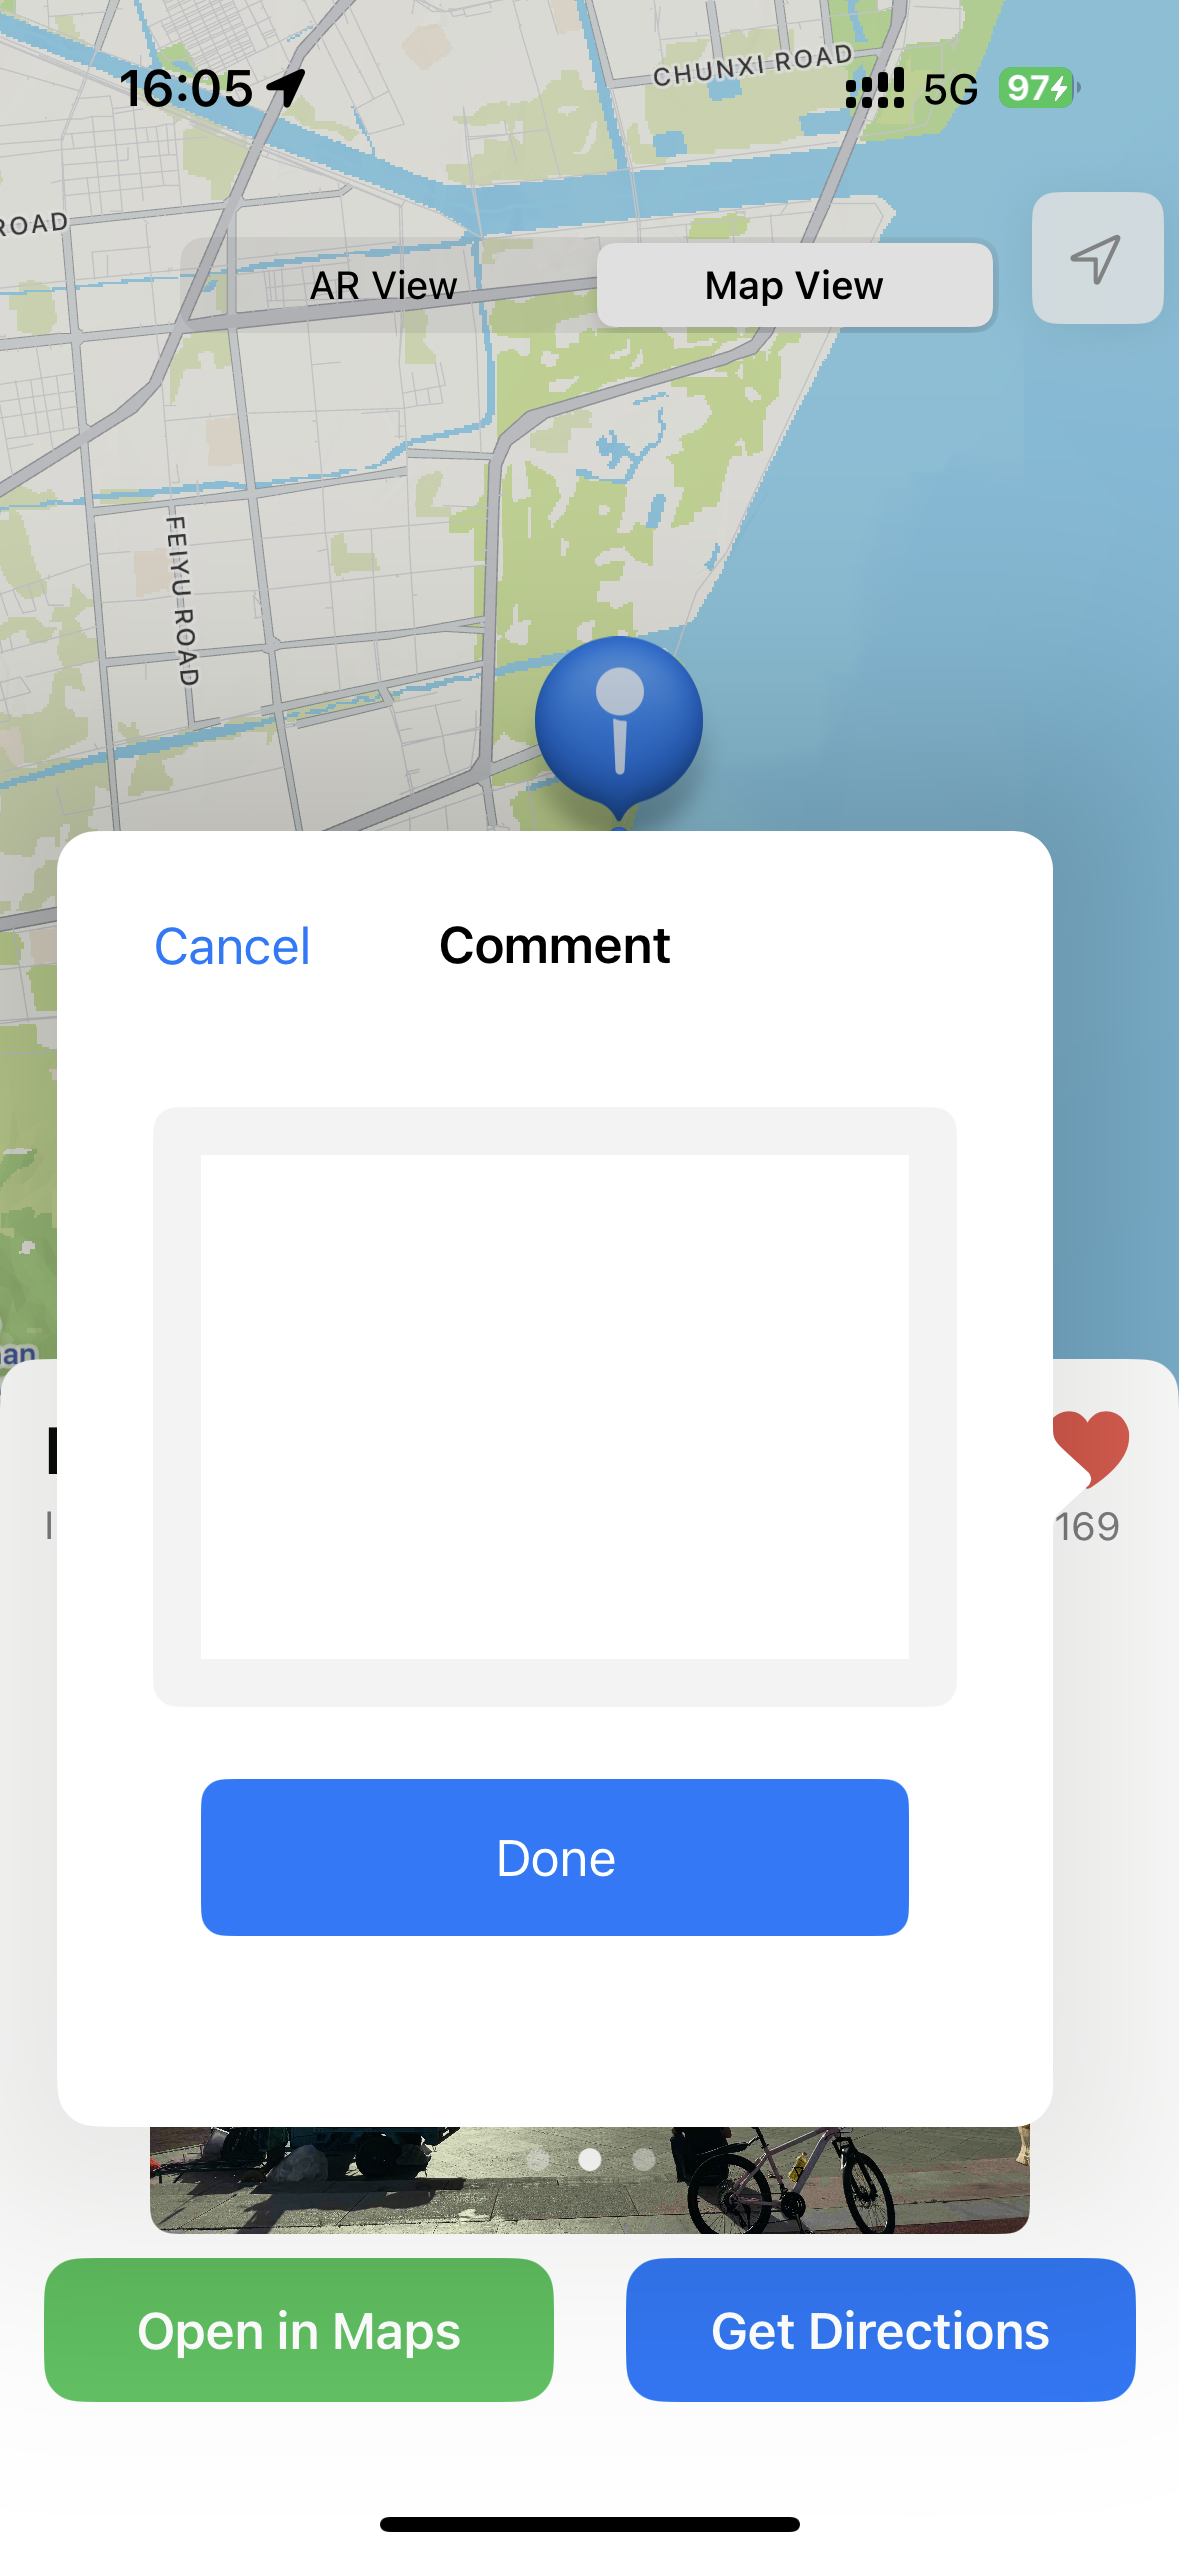 16:05
5G
97
CHUNXI ROAD
ROAD
AR View
Map View
FEIYU ROAD
Cancel
Comment
169
Done
Open in Maps
Get Directions